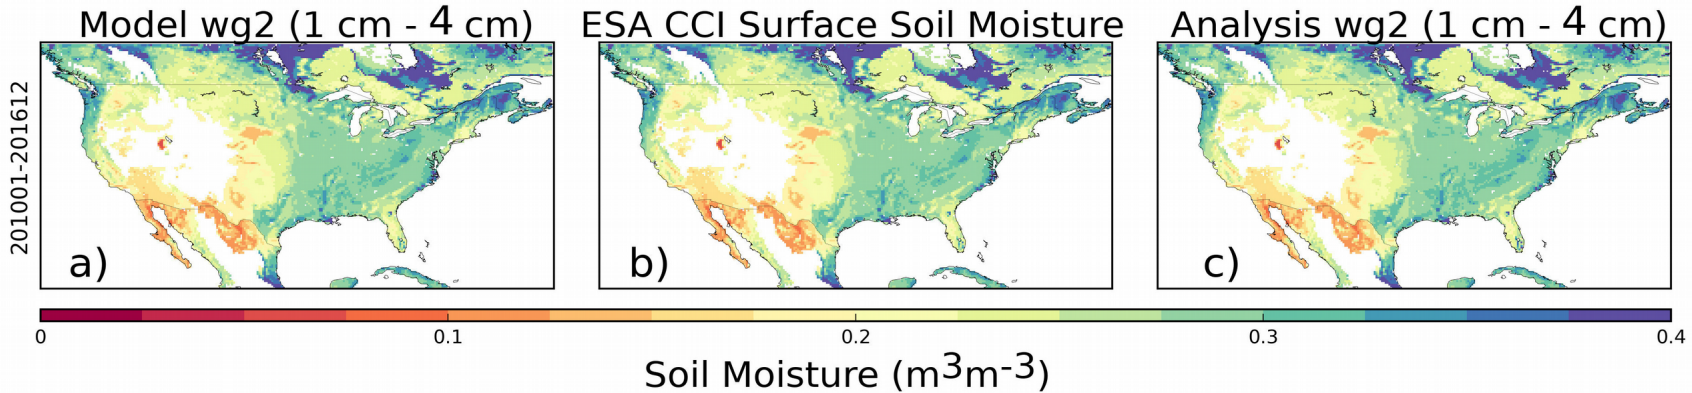 Model wg2 (1 cm - 4 cm)
ESA CCI Surface Soil Moisture
Analysis wg2 (1 cm - 4 cm)
201001-201612
a)
b)
c)
0 0.1 0.2 0.3 0.4
Soil Moisture (m3m-3)